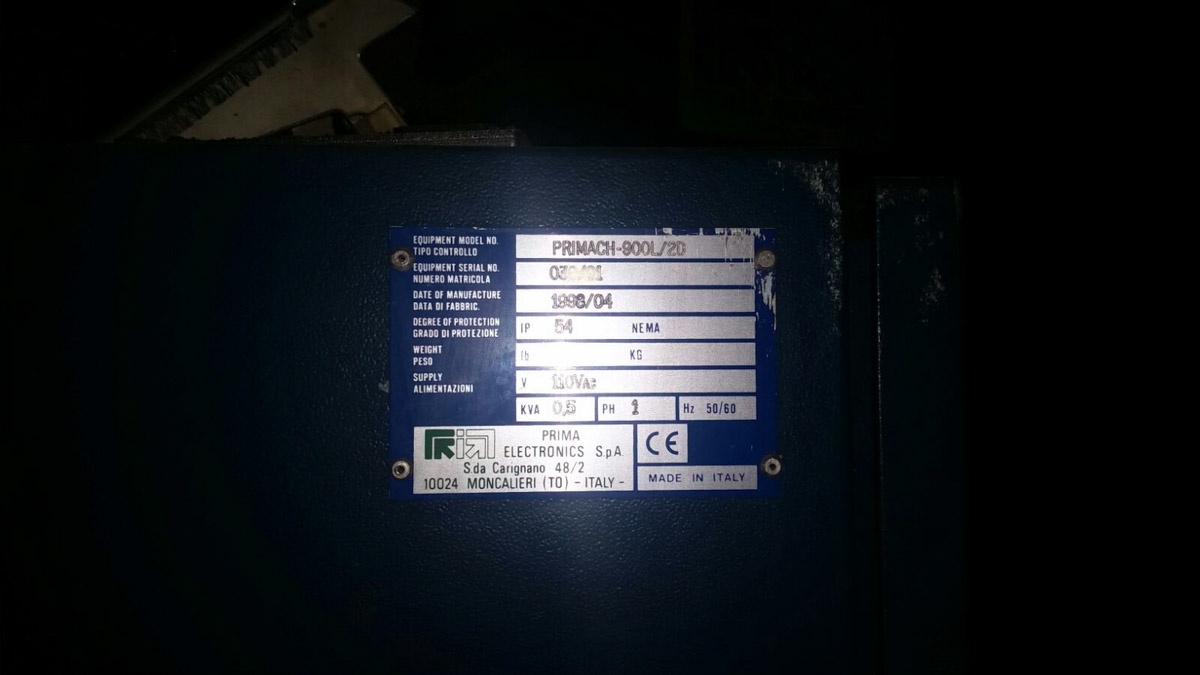 EQUIPMENT MODEL NO.
TIPO CONTROLLO
PRIMACH-900L/2D
EQUIPMENT SERIAL NO.
NUMERO MATRICOLA
DATE OF MANUFACTURE
DATA DI FABBRIC.
1998/04
DEGREE OF PROTECTION
GRADO DI PROTEZIONE
IP 54 NEMA
WEIGHT
PESO
lb KG
SUPPLY
ALIMENTAZIONI
V 110VAC
KVA 0,5 PH 1 Hz 50/60
PRIMA
ELECTRONICS S.p.A.
S.da Carignano 48/2
10024 MONCALIERI (TO) - ITALY -
CE
MADE IN ITALY